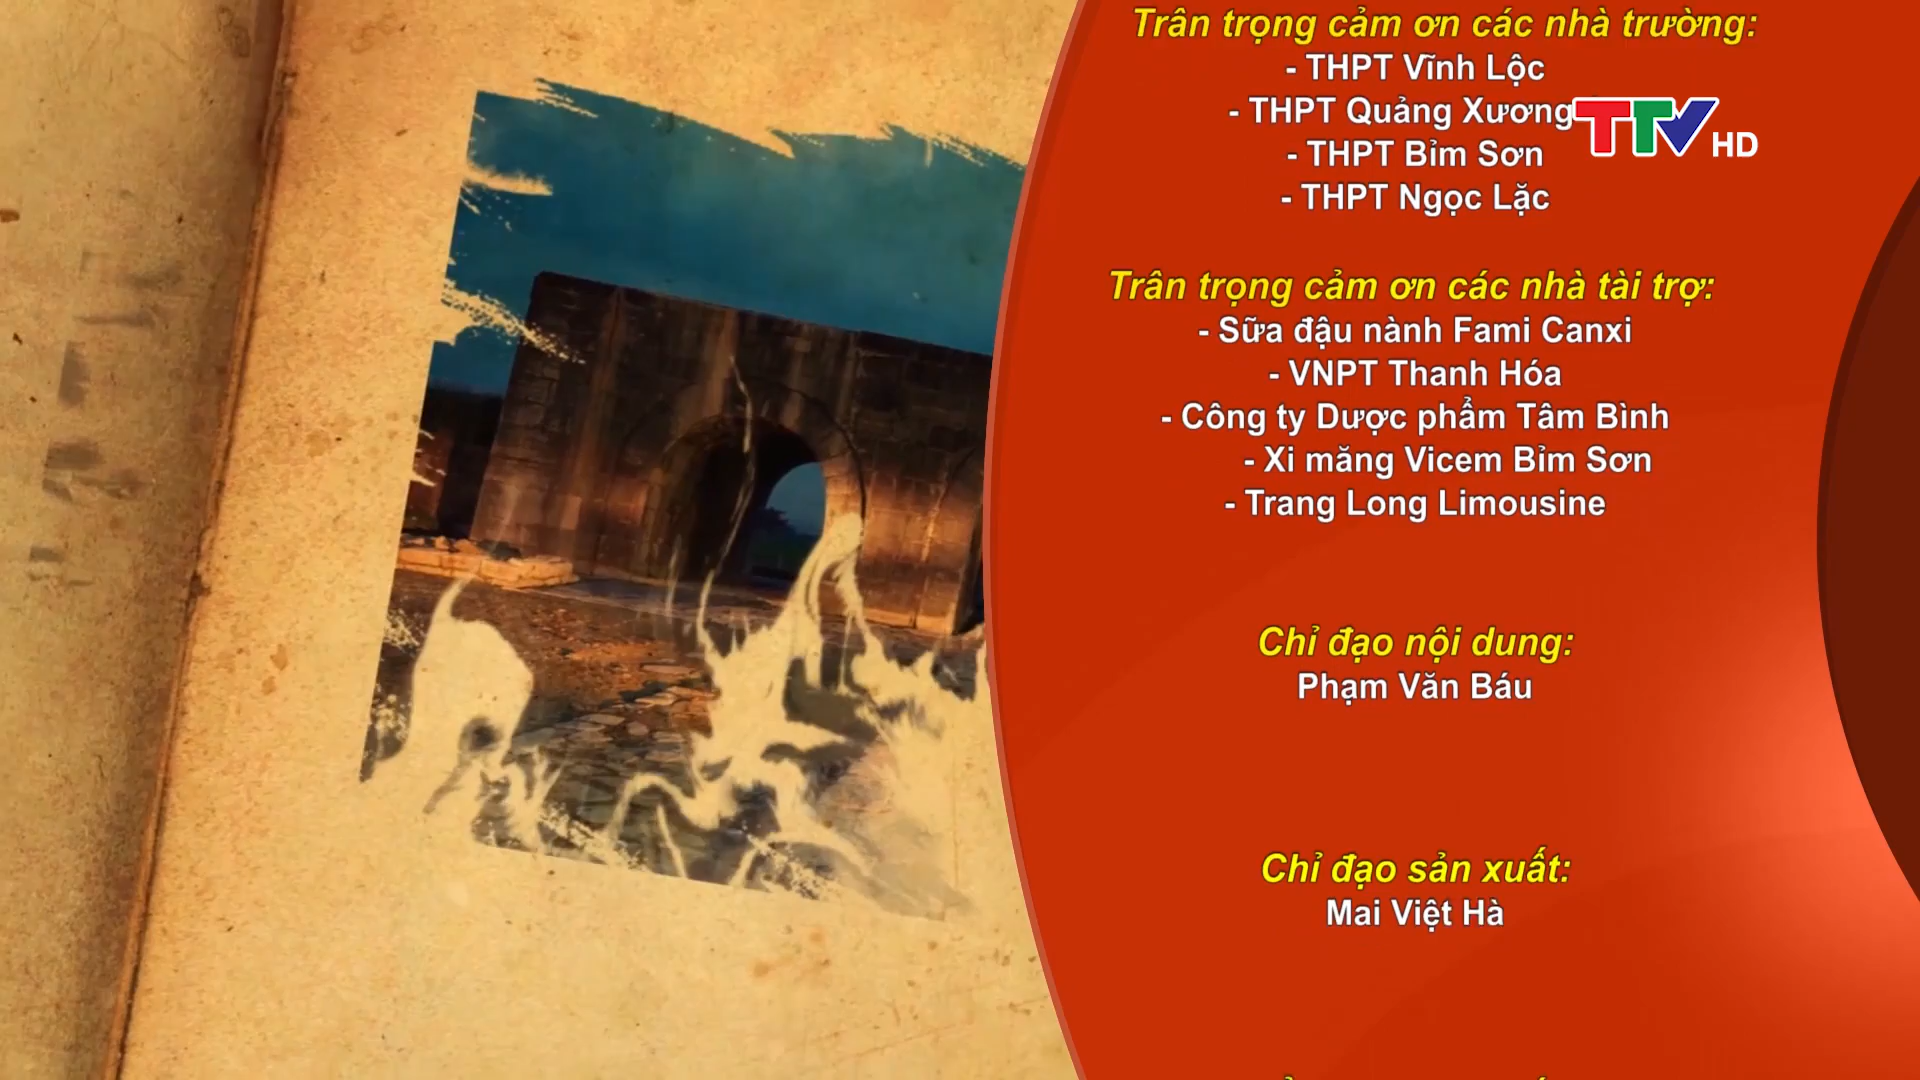 Trân trọng cảm ơn các nhà trường:
- THPT Vĩnh Lộc
- THPT Quảng Xương
TTV HD
- THPT Bỉm Sơn
- THPT Ngọc Lặc
Trân trọng cảm ơn các nhà tài trợ:
- Sữa đậu nành Fami Canxi
- VNPT Thanh Hóa
- Công ty Dược phẩm Tâm Bình
- Xi măng Vicem Bỉm Sơn
- Trang Long Limousine
Chỉ đạo nội dung:
Phạm Văn Báu
Chỉ đạo sản xuất:
Mai Việt Hà